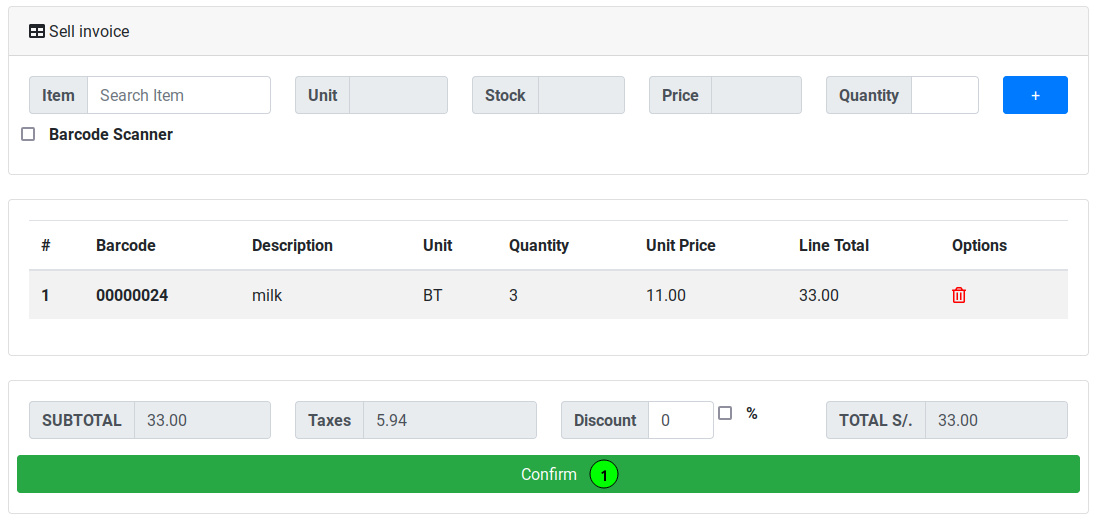 Sell invoice
Item Search Item Unit Stock Price Quantity +
Barcode Scanner
# Barcode Description Unit Quantity Unit Price Line Total Options
1 00000024 milk BT 3 11.00 33.00
SUBTOTAL 33.00 Taxes 5.94 Discount 0 % TOTAL S/. 33.00
Confirm 1